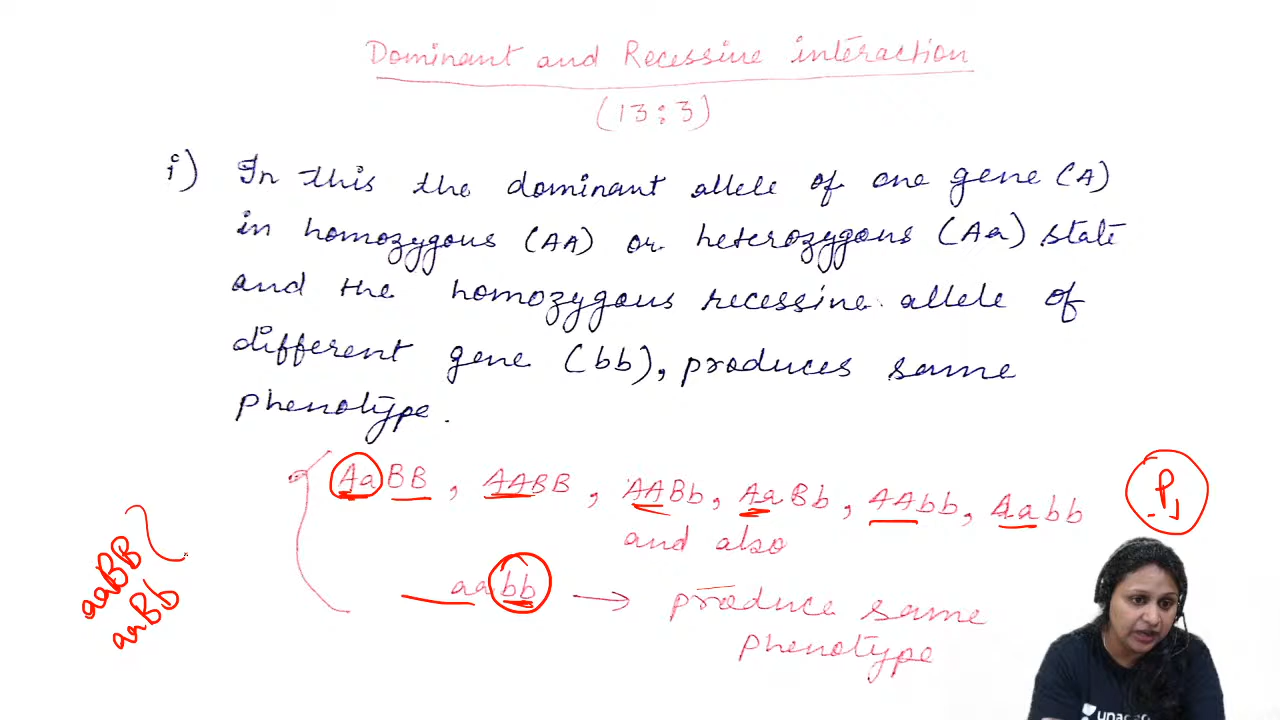 Dominant and Recessive interaction
(13:3)
i) In this the dominant allele of one gene (A)
in homozygous (AA) or heterozygous (Aa) state
and the homozygous recessive allele of
different gene (bb), produces same
phenotype.
AaBB, AABB, AABb, AaBb, AAbb, Aabb
P1
and also
aabb → produce same
phenotype
aaBB
aaBb